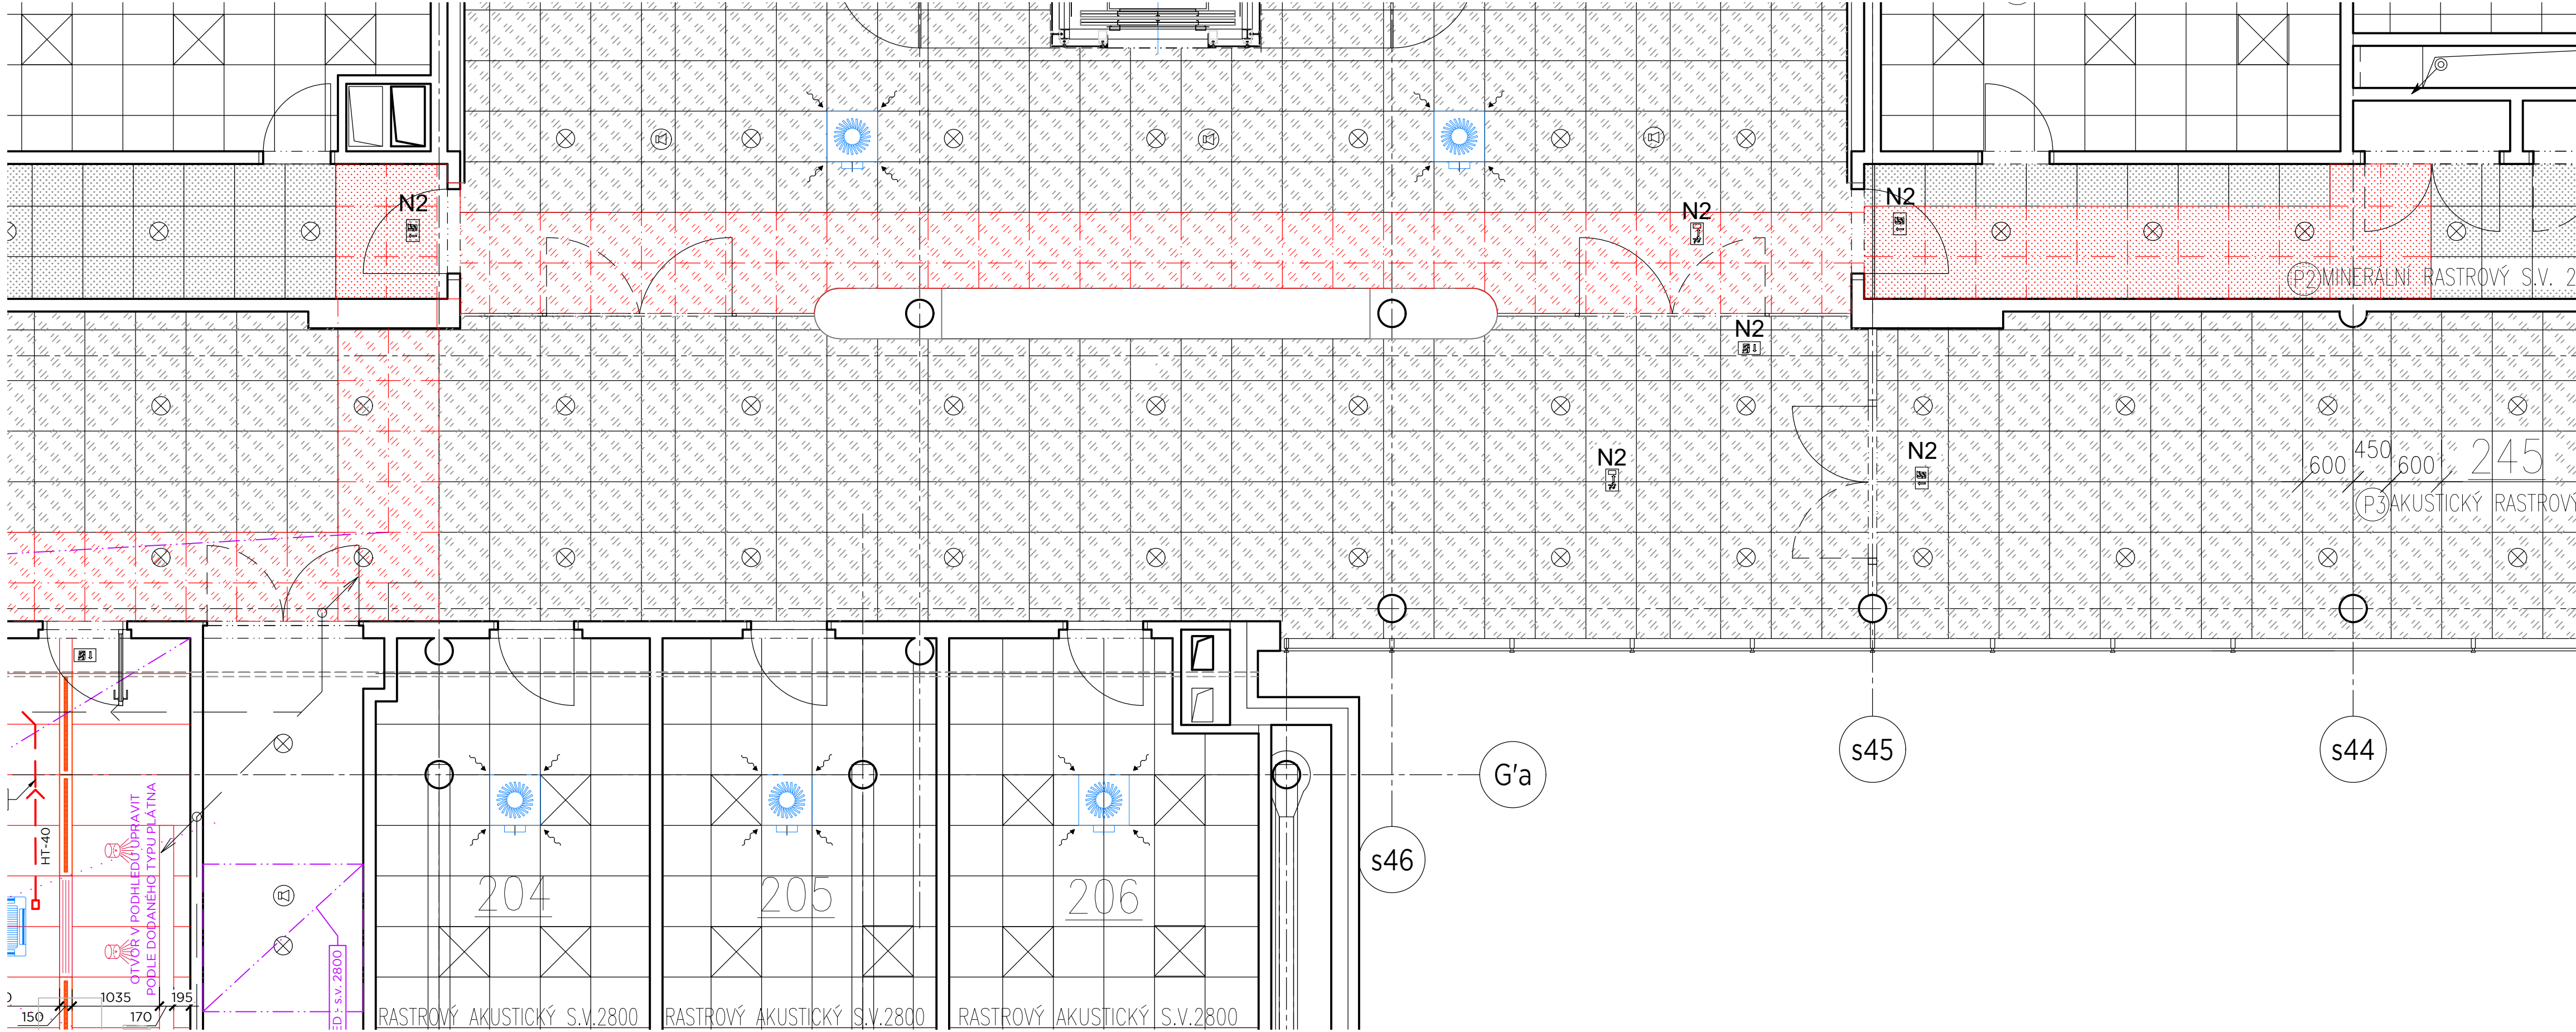 N2
N2
N2
P2 MINERÁLNÍ RASTROVÝ S.V. 2
N2
N2
N2
600
450
600
245
P3 AKUSTICKÝ RASTROVÝ
s45
s44
G'a
s46
HT-40
OTVOR V PODHLEDU UPRAVIT
PODLE DODANÉHO TYPU PLÁTNA
204
205
206
1035
195
150
170
s.v. 2800
RASTROVÝ AKUSTICKÝ S.V.2800
RASTROVÝ AKUSTICKÝ S.V.2800
RASTROVÝ AKUSTICKÝ S.V.2800